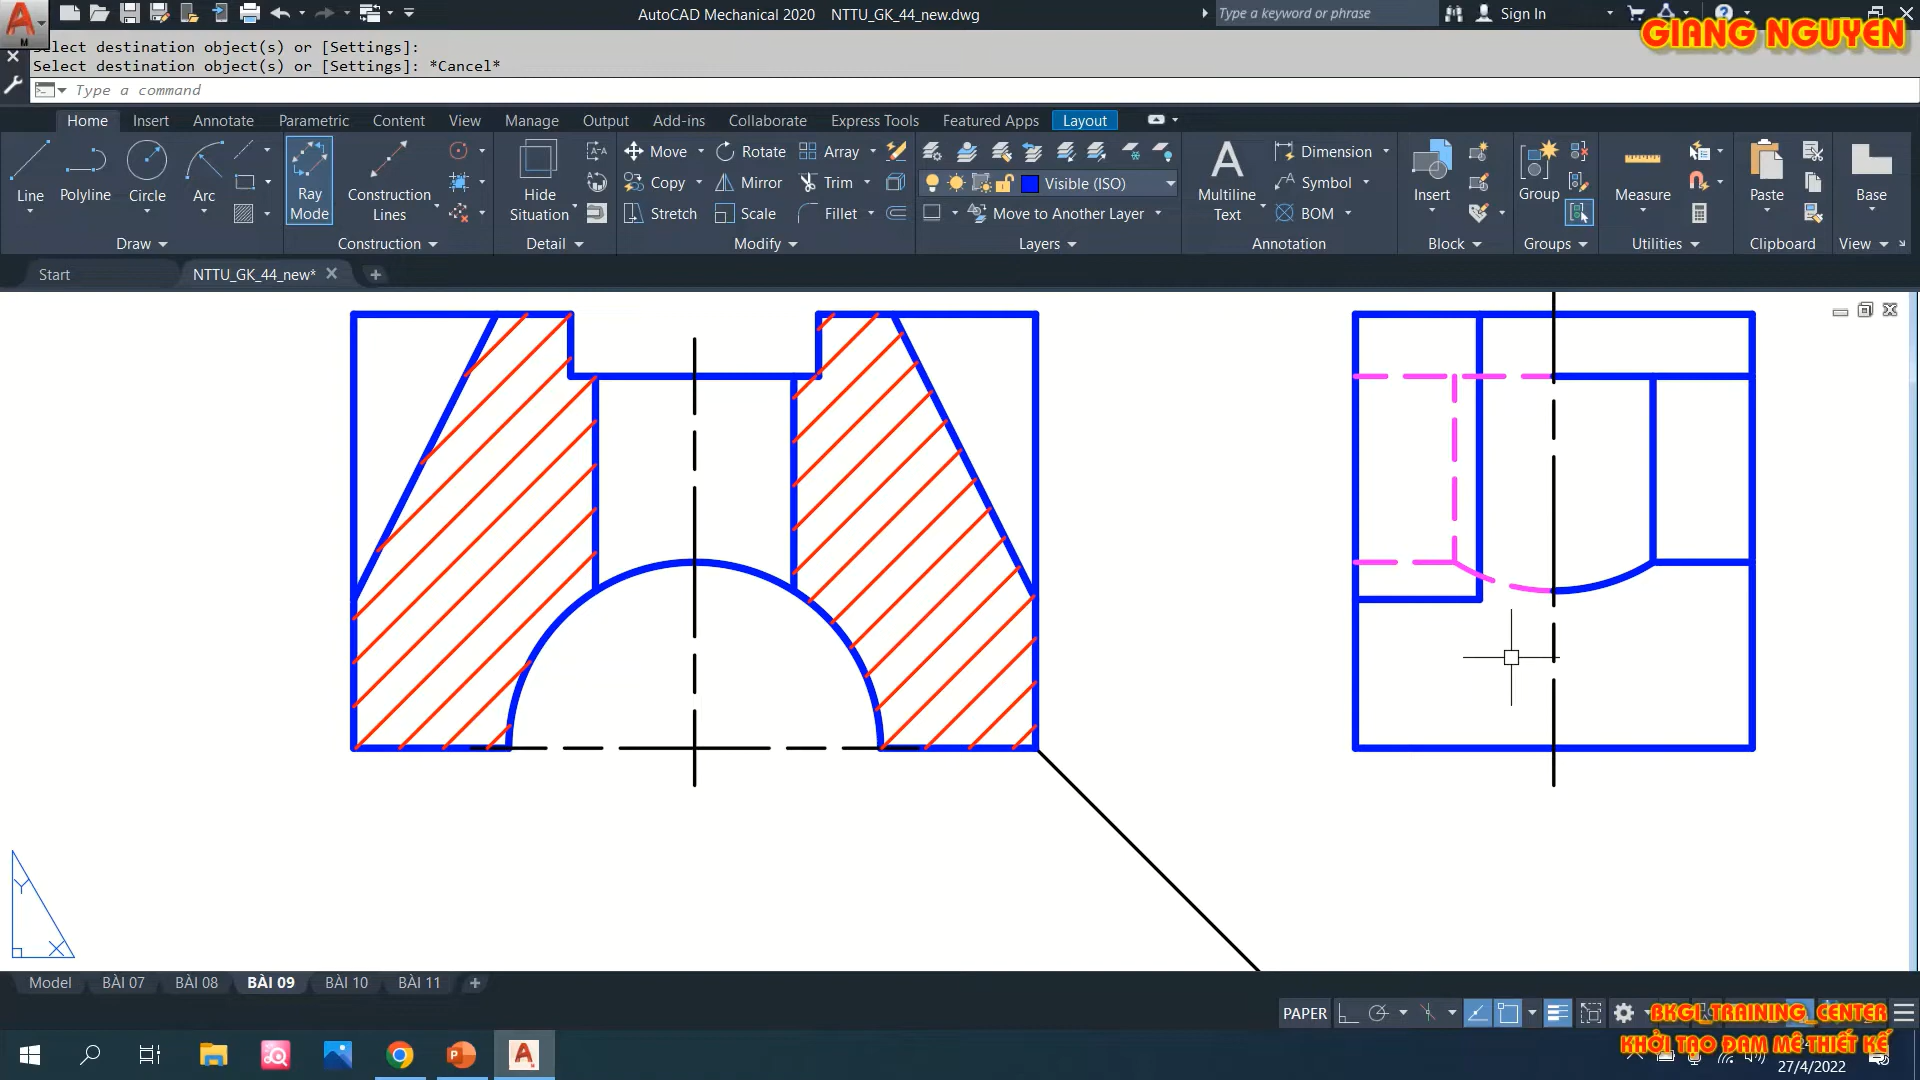 AutoCAD Mechanical 2020 NTTU_GK_44_new.dwg
Type a keyword or phrase
Sign In
GIANG NGUYEN
Select destination object(s) or [Settings]:
Select destination object(s) or [Settings]: *Cancel*
Type a command
Home Insert Annotate Parametric Content View Manage Output Add-ins Collaborate Express Tools Featured Apps Layout
Line Polyline Circle Arc
Ray Mode
Construction Lines
Hide Situation
Move Rotate Array
Copy Mirror Trim
Stretch Scale Fillet
Visible (ISO)
Move to Another Layer
Multiline Text
Dimension
Symbol
BOM
Insert
Group
Measure
Paste
Base
Draw Construction Detail Modify Layers Annotation Block Groups Utilities Clipboard View
Start NTTU_GK_44_new*
Y
X
Model BÀI 07 BÀI 08 BÀI 09 BÀI 10 BÀI 11
PAPER
BKGI_TRAINING_CENTER
KHỞI TẠO ĐAM MÊ THIẾT KẾ
27/4/2022